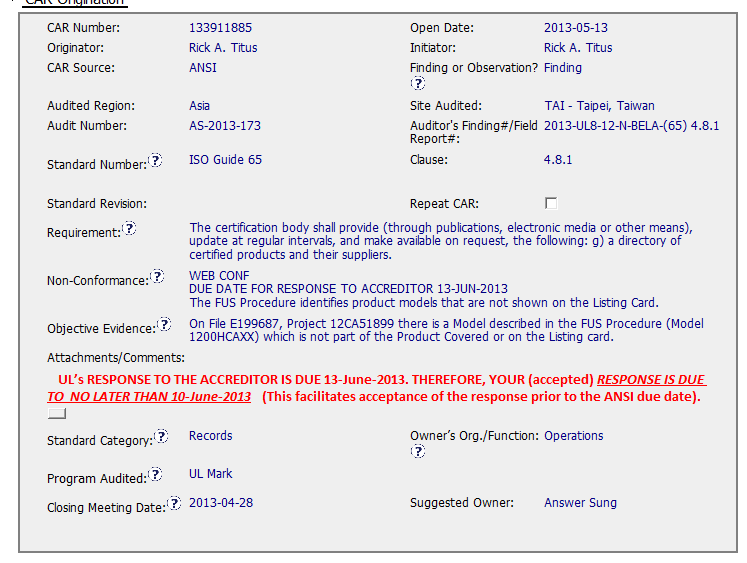 CAR Origination
CAR Number: 133911885 Open Date: 2013-05-13
Originator: Rick A. Titus Initiator: Rick A. Titus
CAR Source: ANSI Finding or Observation? Finding
?
Audited Region: Asia Site Audited: TAI - Taipei, Taiwan
Audit Number: AS-2013-173 Auditor's Finding#/Field 2013-UL8-12-N-BELA-(65) 4.8.1
Report#:
Standard Number: ? ISO Guide 65 Clause: 4.8.1
Standard Revision: Repeat CAR:
Requirement: ? The certification body shall provide (through publications, electronic media or other means),
update at regular intervals, and make available on request, the following: g) a directory of
certified products and their suppliers.
Non-Conformance: ? WEB CONF
DUE DATE FOR RESPONSE TO ACCREDITOR 13-JUN-2013
The FUS Procedure identifies product models that are not shown on the Listing Card.
Objective Evidence: ? On File E199687, Project 12CA51899 there is a Model described in the FUS Procedure (Model
1200HCAXX) which is not part of the Product Covered or on the Listing card.
Attachments/Comments:
UL's RESPONSE TO THE ACCREDITOR IS DUE 13-June-2013. THEREFORE, YOUR (accepted) RESPONSE IS DUE
TO NO LATER THAN 10-June-2013 (This facilitates acceptance of the response prior to the ANSI due date).
Standard Category: ? Records Owner's Org./Function: Operations
?
Program Audited: ? UL Mark
Closing Meeting Date: ? 2013-04-28 Suggested Owner: Answer Sung